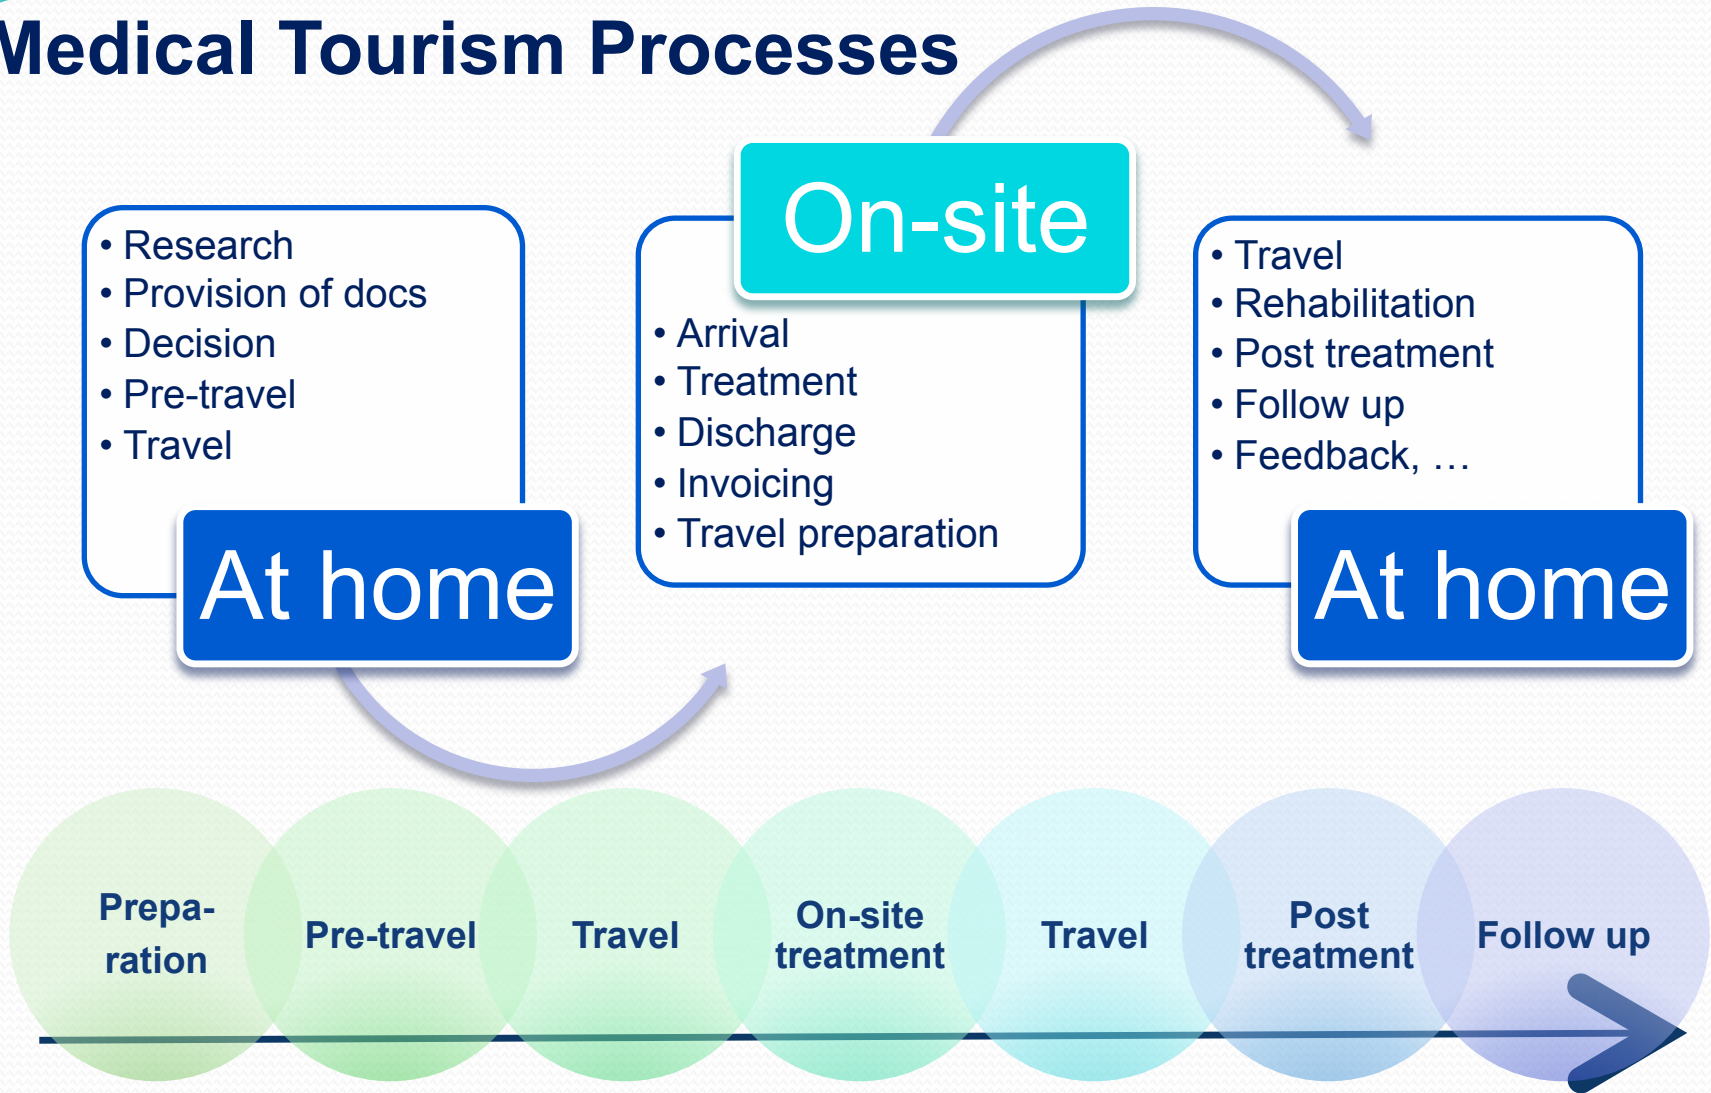 Medical Tourism Processes
• Research
• Provision of docs
• Decision
• Pre-travel
• Travel
At home
On-site
• Arrival
• Treatment
• Discharge
• Invoicing
• Travel preparation
• Travel
• Rehabilitation
• Post treatment
• Follow up
• Feedback, …
At home
Prepa-
ration
Pre-travel
Travel
On-site
treatment
Travel
Post
treatment
Follow up